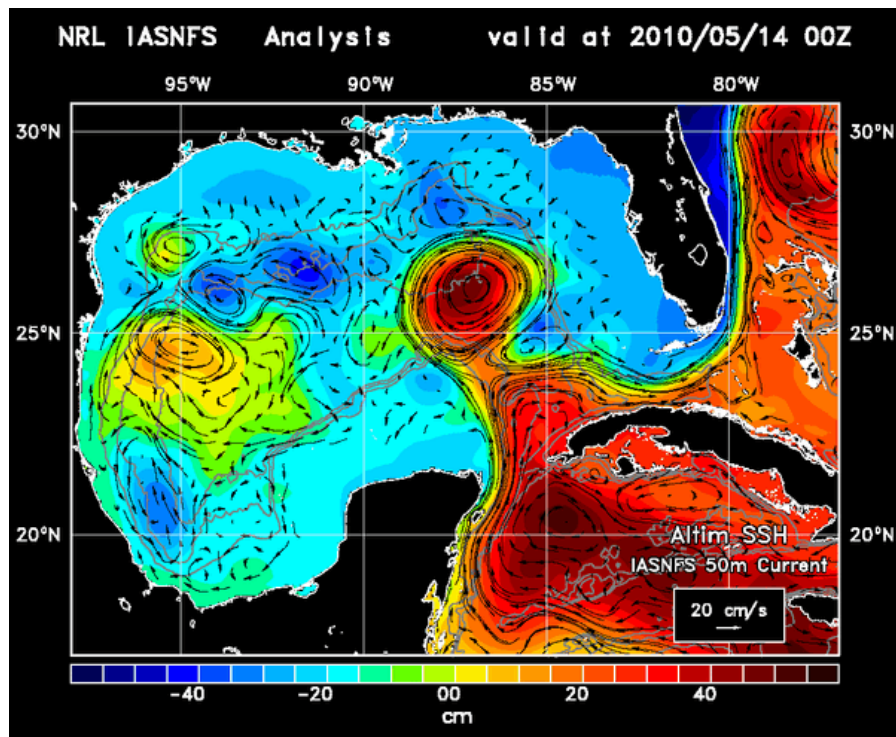 NRL IASNFS Analysis valid at 2010/05/14 00Z
95°W 90°W 85°W 80°W
30°N 30°N
25°N 25°N
20°N 20°N
Altim SSH
IASNFS 50m Current
20 cm/s
-40 -20 00 20 40
cm